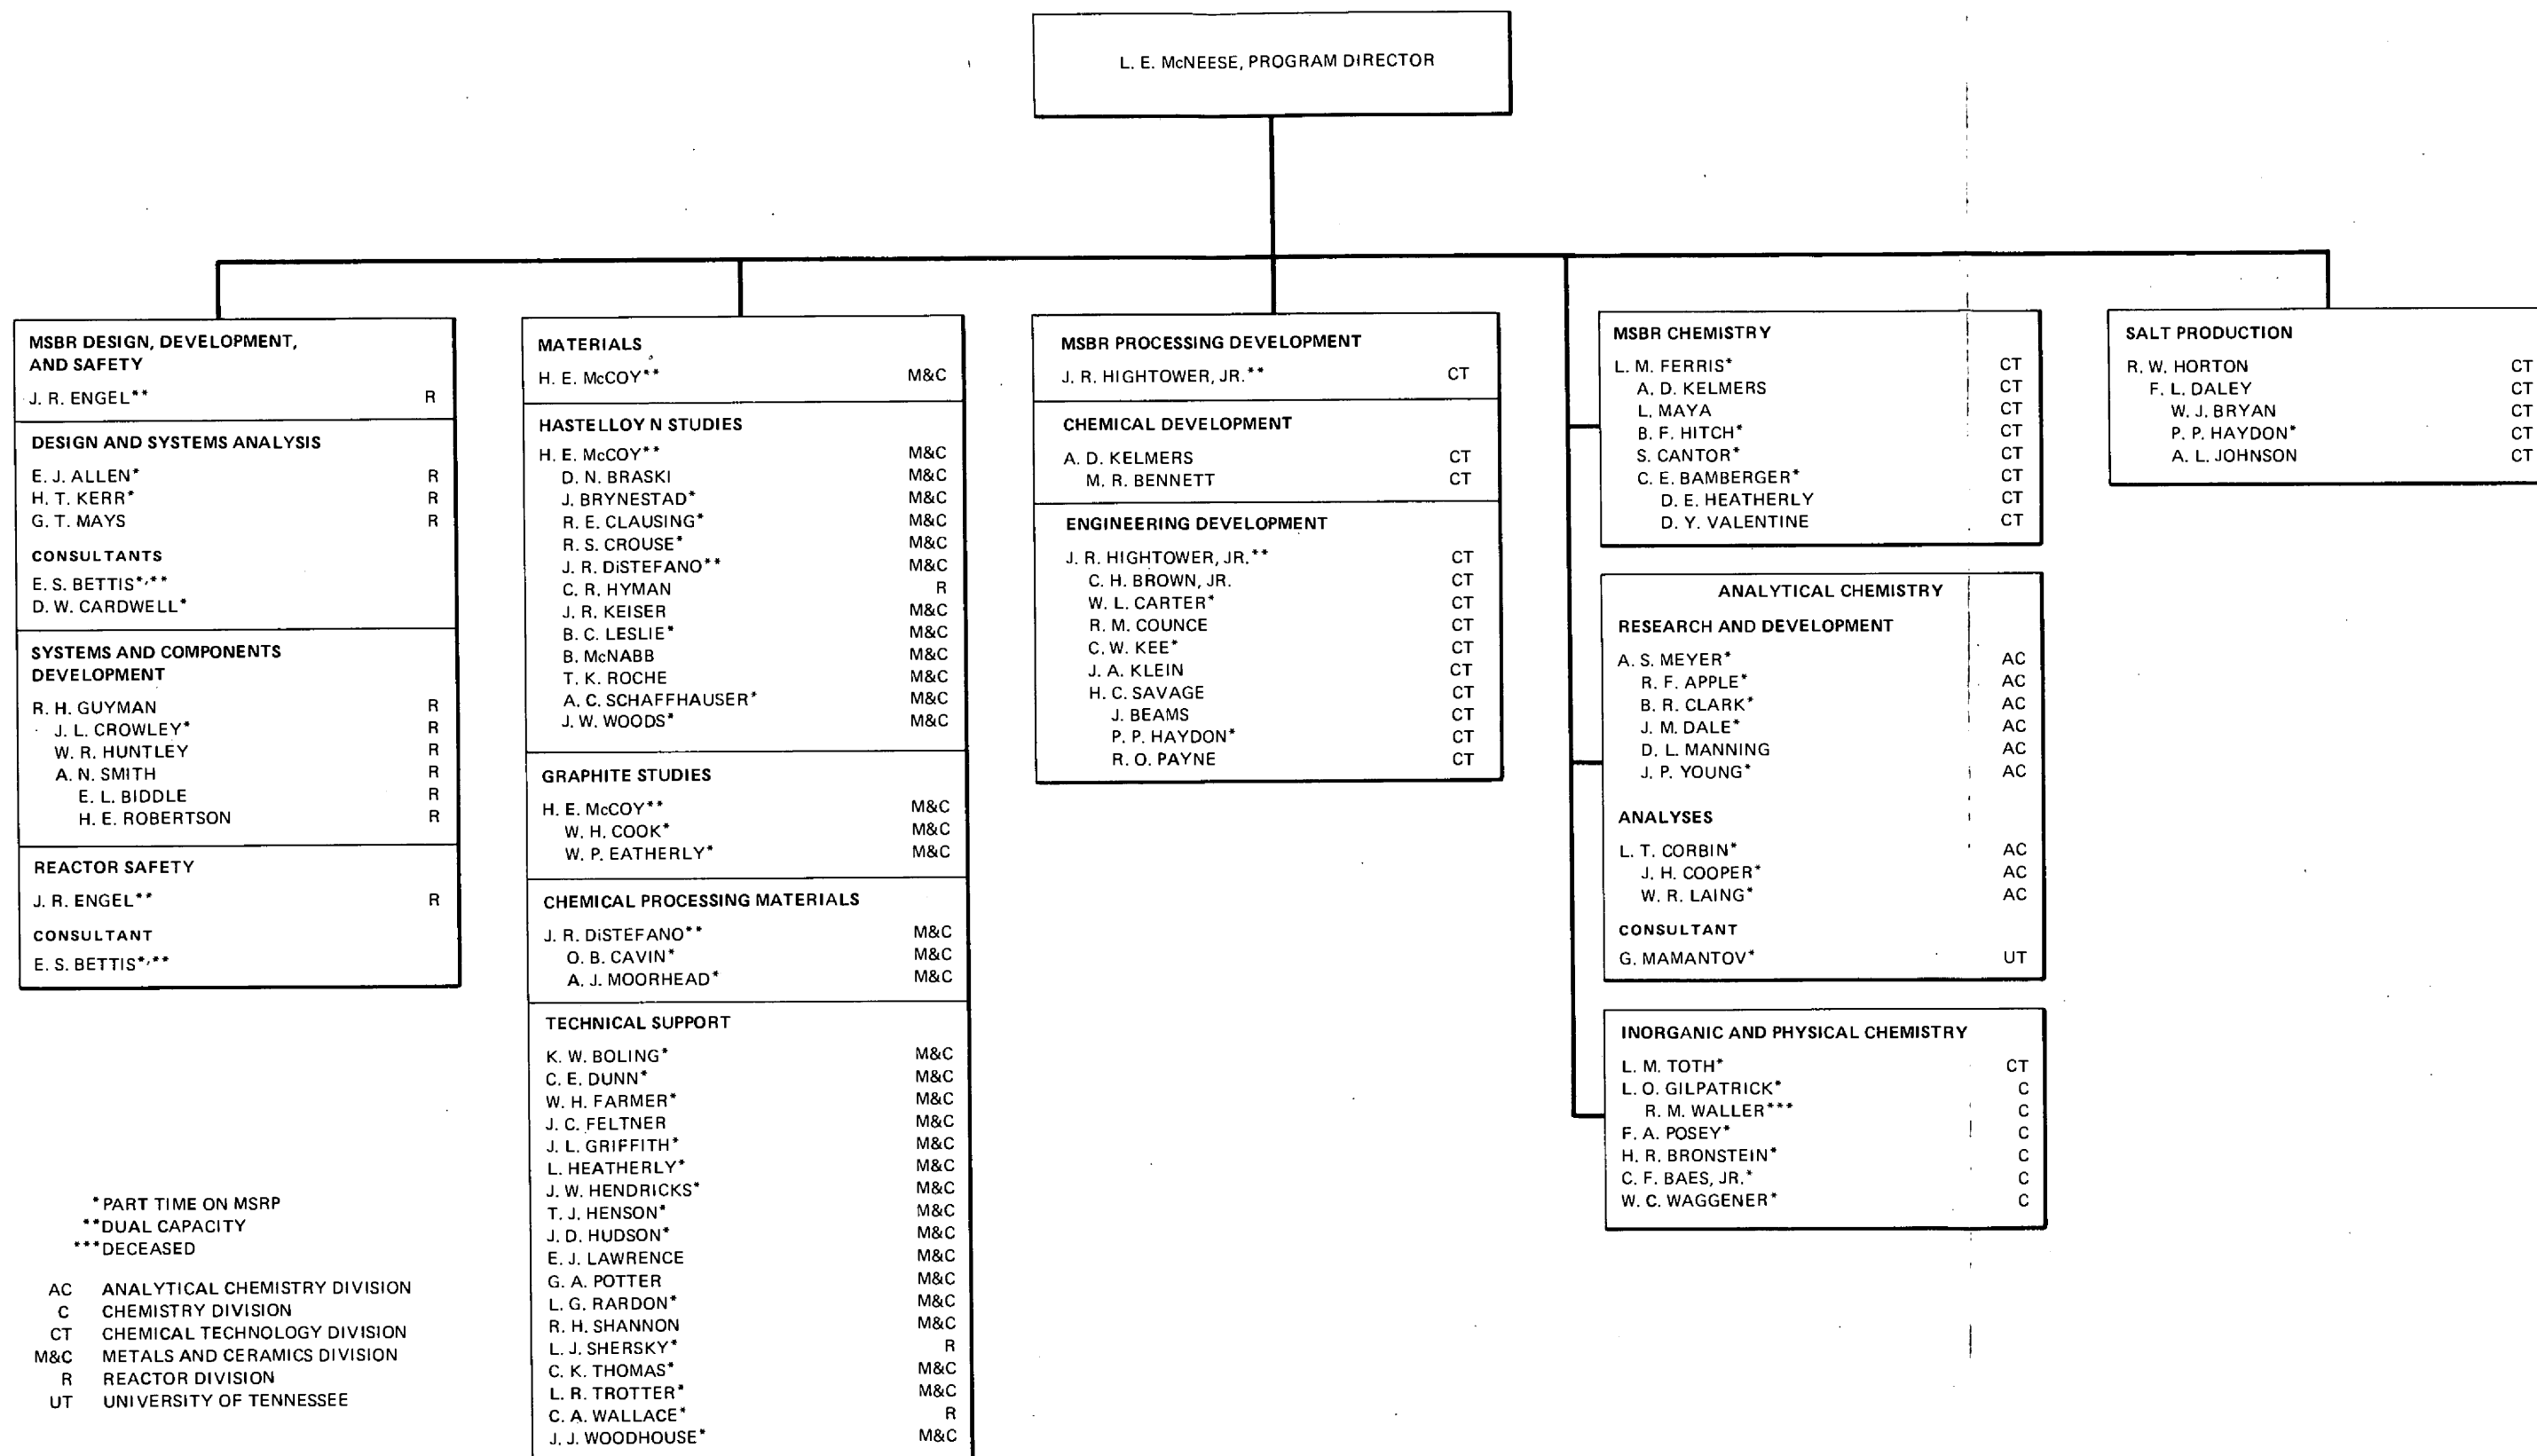 L. E. McNEESE, PROGRAM DIRECTOR
MSBR DESIGN, DEVELOPMENT,
AND SAFETY
J. R. ENGEL** R
DESIGN AND SYSTEMS ANALYSIS
E. J. ALLEN* R
H. T. KERR* R
G. T. MAYS R
CONSULTANTS
E. S. BETTIS*,**
D. W. CARDWELL*
SYSTEMS AND COMPONENTS
DEVELOPMENT
R. H. GUYMAN R
J. L. CROWLEY* R
W. R. HUNTLEY R
A. N. SMITH R
E. L. BIDDLE R
H. E. ROBERTSON R
REACTOR SAFETY
J. R. ENGEL** R
CONSULTANT
E. S. BETTIS*,**
MATERIALS
H. E. McCOY** M&C
HASTELLOY N STUDIES
H. E. McCOY** M&C
D. N. BRASKI M&C
J. BRYNESTAD* M&C
R. E. CLAUSING* M&C
R. S. CROUSE* M&C
J. R. DiSTEFANO** M&C
C. R. HYMAN R
J. R. KEISER M&C
B. C. LESLIE* M&C
B. McNABB M&C
T. K. ROCHE M&C
A. C. SCHAFFHAUSER* M&C
J. W. WOODS* M&C
GRAPHITE STUDIES
H. E. McCOY** M&C
W. H. COOK* M&C
W. P. EATHERLY* M&C
CHEMICAL PROCESSING MATERIALS
J. R. DiSTEFANO** M&C
O. B. CAVIN* M&C
A. J. MOORHEAD* M&C
TECHNICAL SUPPORT
K. W. BOLING* M&C
C. E. DUNN* M&C
W. H. FARMER* M&C
J. C. FELTNER M&C
J. L. GRIFFITH* M&C
L. HEATHERLY* M&C
J. W. HENDRICKS* M&C
T. J. HENSON* M&C
J. D. HUDSON* M&C
E. J. LAWRENCE M&C
G. A. POTTER M&C
L. G. RARDON* M&C
R. H. SHANNON M&C
L. J. SHERSKY* R
C. K. THOMAS* M&C
L. R. TROTTER* M&C
C. A. WALLACE* R
J. J. WOODHOUSE* M&C
MSBR PROCESSING DEVELOPMENT
J. R. HIGHTOWER, JR.** CT
CHEMICAL DEVELOPMENT
A. D. KELMERS CT
M. R. BENNETT CT
ENGINEERING DEVELOPMENT
J. R. HIGHTOWER, JR.** CT
C. H. BROWN, JR. CT
W. L. CARTER* CT
R. M. COUNCE CT
C. W. KEE* CT
J. A. KLEIN CT
H. C. SAVAGE CT
J. BEAMS CT
P. P. HAYDON* CT
R. O. PAYNE CT
MSBR CHEMISTRY
L. M. FERRIS* CT
A. D. KELMERS CT
L. MAYA CT
B. F. HITCH* CT
S. CANTOR* CT
C. E. BAMBERGER* CT
D. E. HEATHERLY CT
D. Y. VALENTINE CT
ANALYTICAL CHEMISTRY
RESEARCH AND DEVELOPMENT
A. S. MEYER* AC
R. F. APPLE* AC
B. R. CLARK* AC
J. M. DALE* AC
D. L. MANNING AC
J. P. YOUNG* AC
ANALYSES
L. T. CORBIN* AC
J. H. COOPER* AC
W. R. LAING* AC
CONSULTANT
G. MAMANTOV* UT
INORGANIC AND PHYSICAL CHEMISTRY
L. M. TOTH* CT
L. O. GILPATRICK* C
R. M. WALLER*** C
F. A. POSEY* C
H. R. BRONSTEIN* C
C. F. BAES, JR.* C
W. C. WAGGENER* C
SALT PRODUCTION
R. W. HORTON CT
F. L. DALEY CT
W. J. BRYAN CT
P. P. HAYDON* CT
A. L. JOHNSON CT
*PART TIME ON MSRP
**DUAL CAPACITY
***DECEASED
AC ANALYTICAL CHEMISTRY DIVISION
C CHEMISTRY DIVISION
CT CHEMICAL TECHNOLOGY DIVISION
M&C METALS AND CERAMICS DIVISION
R REACTOR DIVISION
UT UNIVERSITY OF TENNESSEE